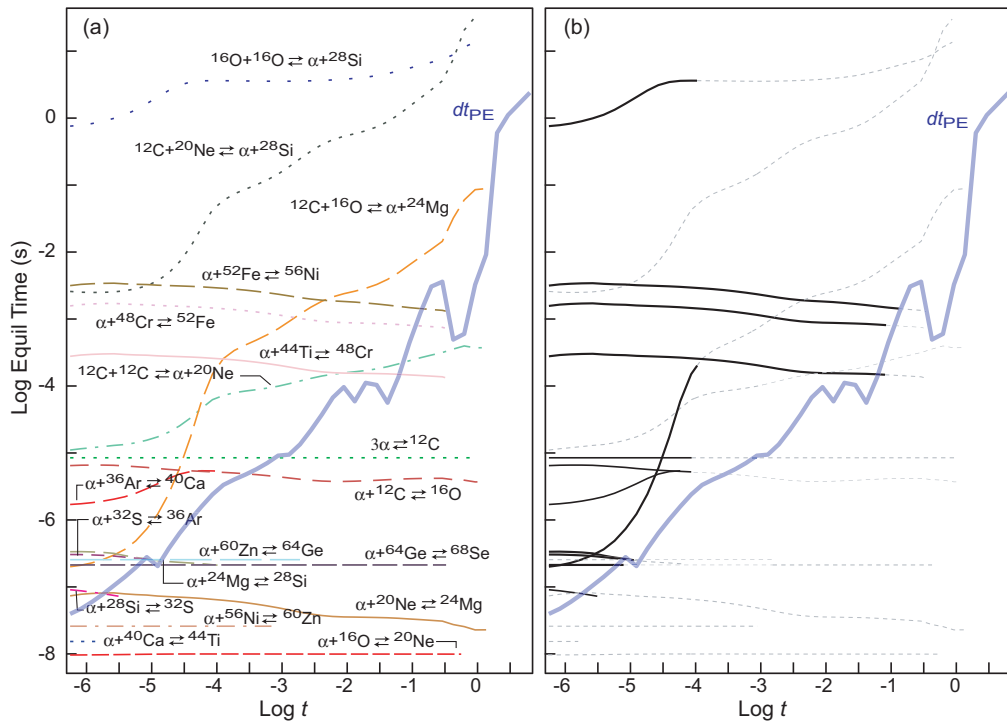 (a)
(b)
¹⁶O+¹⁶O ⇄ α+²⁸Si
dtPE
dtPE
¹²C+²⁰Ne ⇄ α+²⁸Si
¹²C+¹⁶O ⇄ α+²⁴Mg
α+⁵²Fe ⇄ ⁵⁶Ni
α+⁴⁸Cr ⇄ ⁵²Fe
α+⁴⁴Ti ⇄ ⁴⁸Cr
¹²C+¹²C ⇄ α+²⁰Ne
3α ⇄ ¹²C
α+³⁶Ar ⇄ ⁴⁰Ca
α+¹²C ⇄ ¹⁶O
α+³²S ⇄ ³⁶Ar
α+⁶⁰Zn ⇄ ⁶⁴Ge
α+⁶⁴Ge ⇄ ⁶⁸Se
α+²⁴Mg ⇄ ²⁸Si
α+²⁸Si ⇄ ³²S
α+²⁰Ne ⇄ ²⁴Mg
α+⁵⁶Ni ⇄ ⁶⁰Zn
α+⁴⁰Ca ⇄ ⁴⁴Ti
α+¹⁶O ⇄ ²⁰Ne
Log Equil Time (s)
0
-2
-4
-6
-8
-6 -5 -4 -3 -2 -1 0
-6 -5 -4 -3 -2 -1 0
Log t
Log t